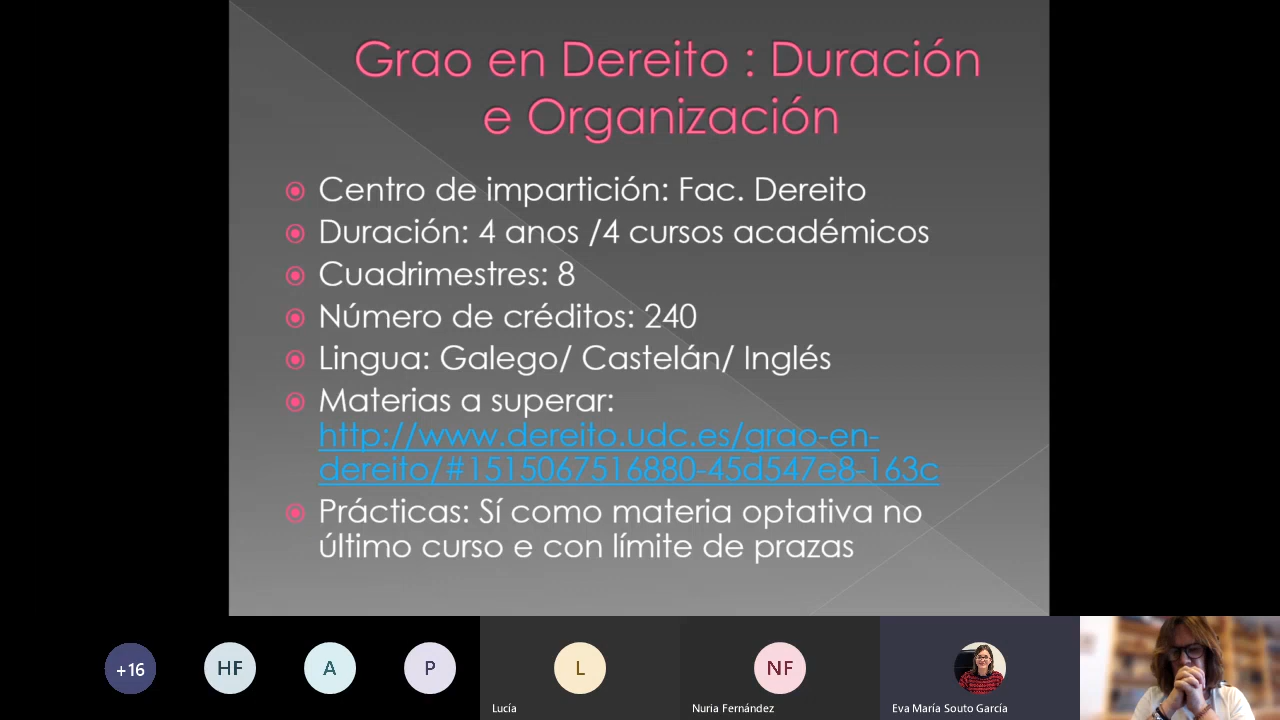 Grao en Dereito : Duración
e Organización
Centro de impartición: Fac. Dereito
Duración: 4 anos /4 cursos académicos
Cuadrimestres: 8
Número de créditos: 240
Lingua: Galego/ Castelán/ Inglés
Materias a superar:
http://www.dereito.udc.es/grao-en-
dereito/#1515067516880-45d547e8-163c
Prácticas: Sí como materia optativa no
último curso e con límite de prazas
+16
HF
A
P
L
Lucía
NF
Nuria Fernández
Eva María Souto García